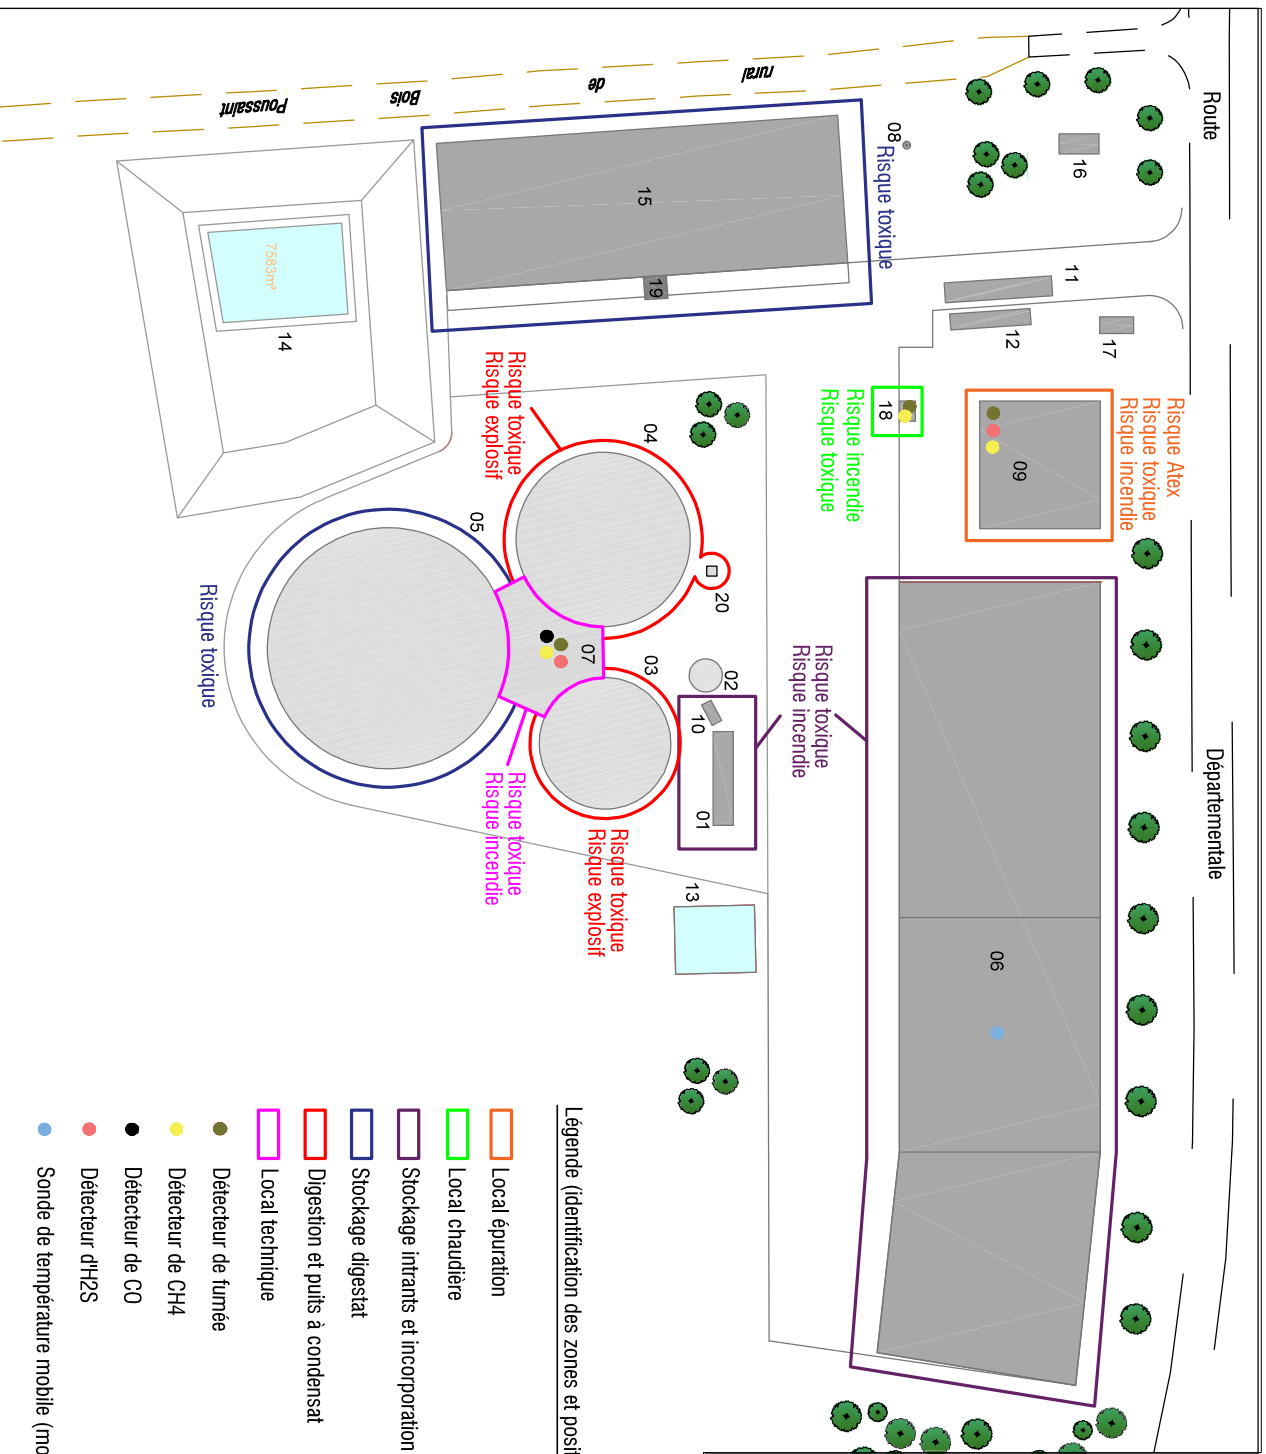 Route
Départementale
rural
de
Bois
Poussaint
08
Risque toxique
16
15
19
11
12
17
14
7583m³
Risque Atex
Risque toxique
Risque incendie
09
18
Risque incendie
Risque toxique
Risque toxique
Risque explosif
04
05
20
07
03
02
10
01
Risque toxique
Risque incendie
06
Risque toxique
Risque toxique
Risque incendie
Risque toxique
Risque explosif
13
Légende (identification des zones et posit
Local épuration
Local chaudière
Stockage intrants et incorporation
Stockage digestat
Digestion et puits à condensat
Local technique
Détecteur de fumée
Détecteur de CH4
Détecteur de CO
Détecteur d'H2S
Sonde de température mobile (mo